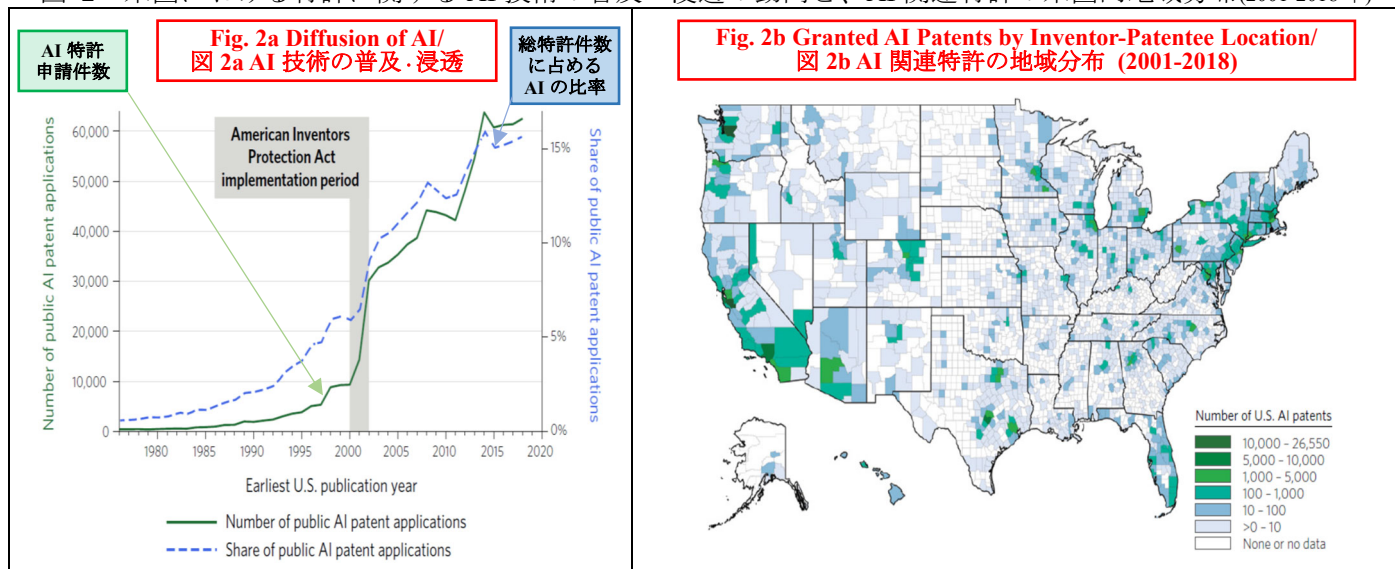 AI 特許
申請件数
Fig. 2a Diffusion of AI/
図 2a AI 技術の普及·浸透
総特許件数
に占める
AI の比率
American Inventors
Protection Act
implementation period
Number of public AI patent applications
60,000
50,000
40,000
30,000
20,000
10,000
0
15%
10%
5%
0%
Share of public AI patent applications
1980
1985
1990
1995
2000
2005
2010
2015
2020
Earliest U.S. publication year
Number of public AI patent applications
Share of public AI patent applications
Fig. 2b Granted AI Patents by Inventor-Patentee Location/
図 2b AI 関連特許の地域分布 (2001-2018)
Number of U.S. AI patents
10,000 - 26,550
5,000 - 10,000
1,000 - 5,000
100 - 1,000
10 - 100
>0 - 10
None or no data